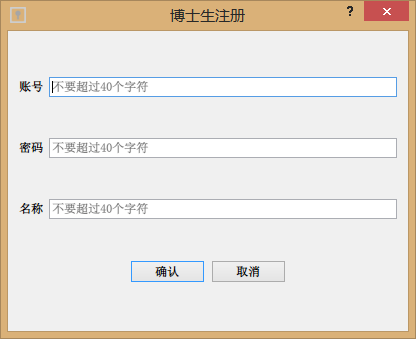 博士生注册
?
账号 不要超过40个字符
密码 不要超过40个字符
名称 不要超过40个字符
确认 取消